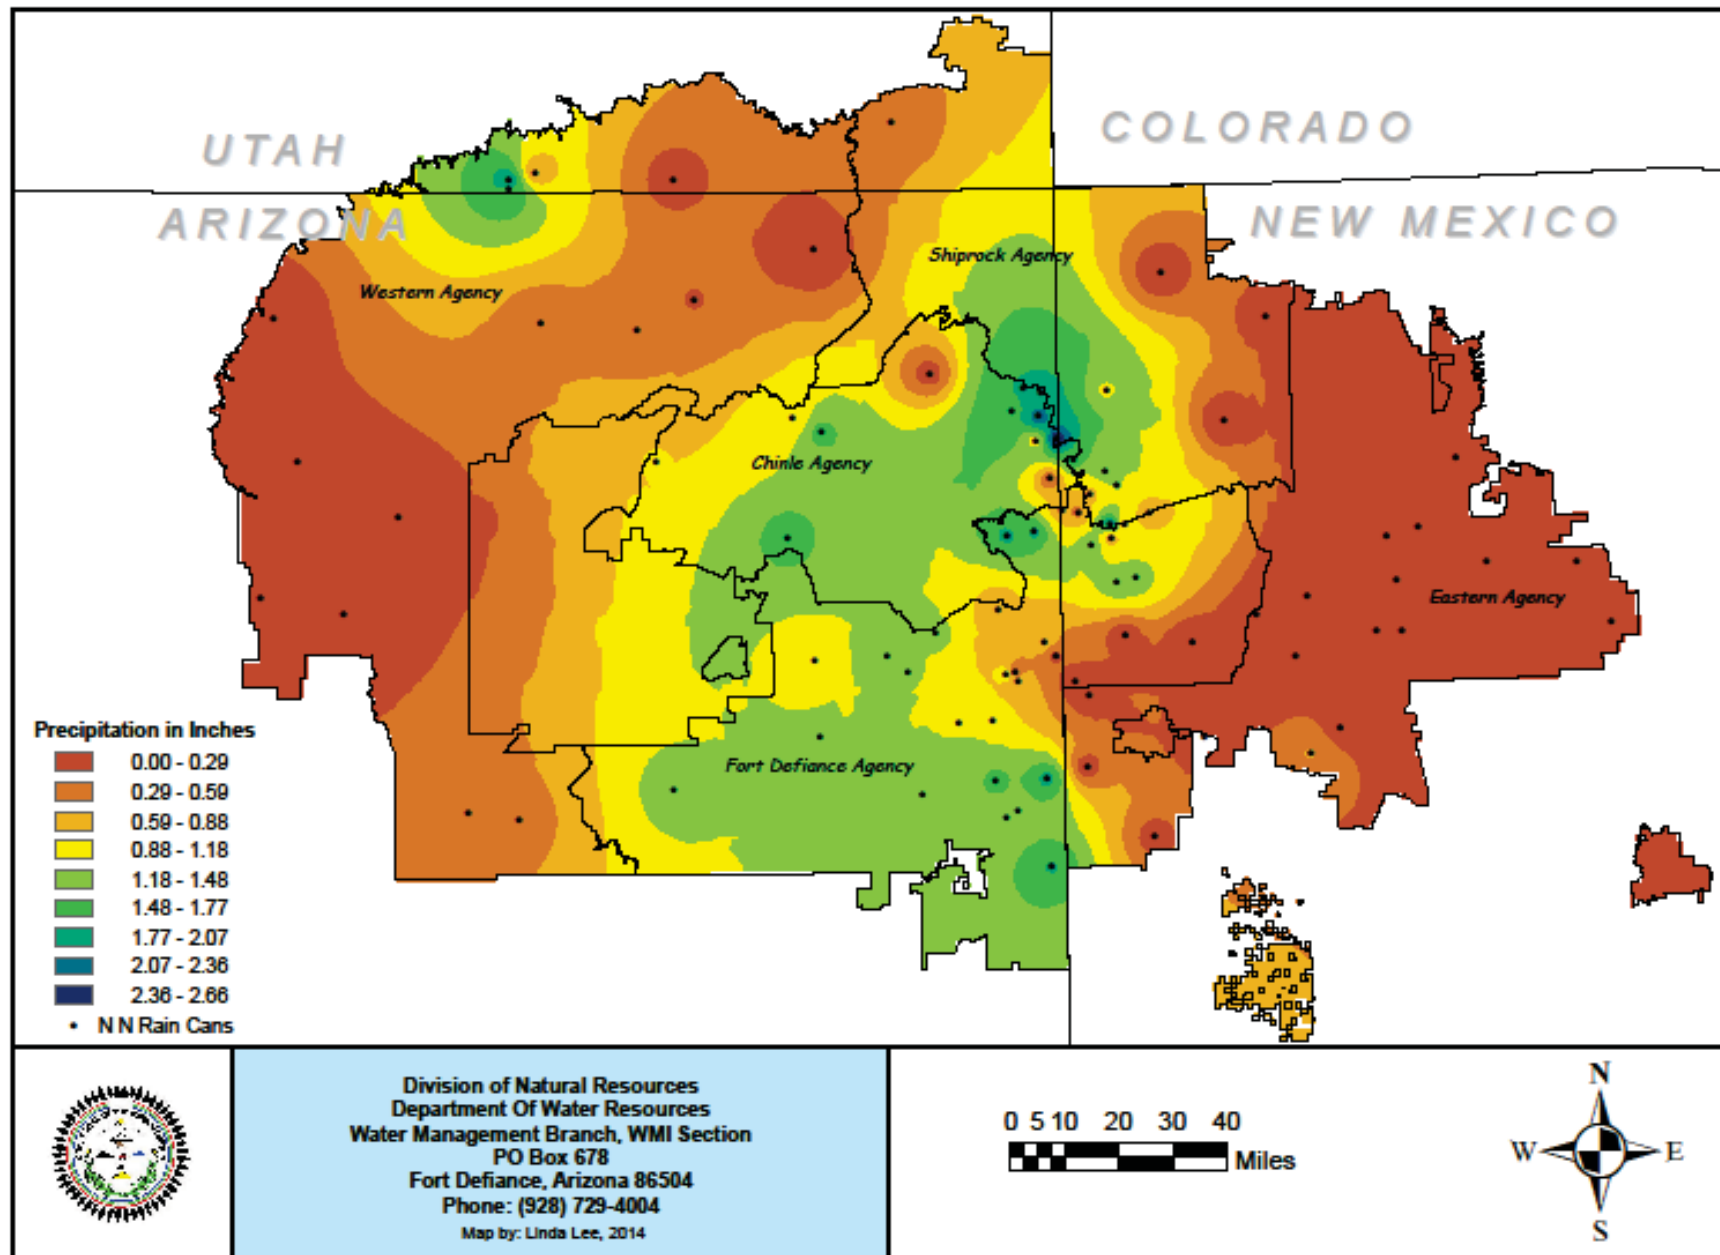 UTAH
COLORADO
ARIZONA
NEW MEXICO
Shiprock Agency
Western Agency
Chinle Agency
Eastern Agency
Fort Defiance Agency
Precipitation in Inches
0.00 - 0.29
0.29 - 0.59
0.59 - 0.88
0.88 - 1.18
1.18 - 1.48
1.48 - 1.77
1.77 - 2.07
2.07 - 2.36
2.36 - 2.66
N N Rain Cans
Division of Natural Resources
Department Of Water Resources
Water Management Branch, WMI Section
PO Box 678
Fort Defiance, Arizona 86504
Phone: (928) 729-4004
Map by: Linda Lee, 2014
0 5 10 20 30 40
Miles
N
W E
S